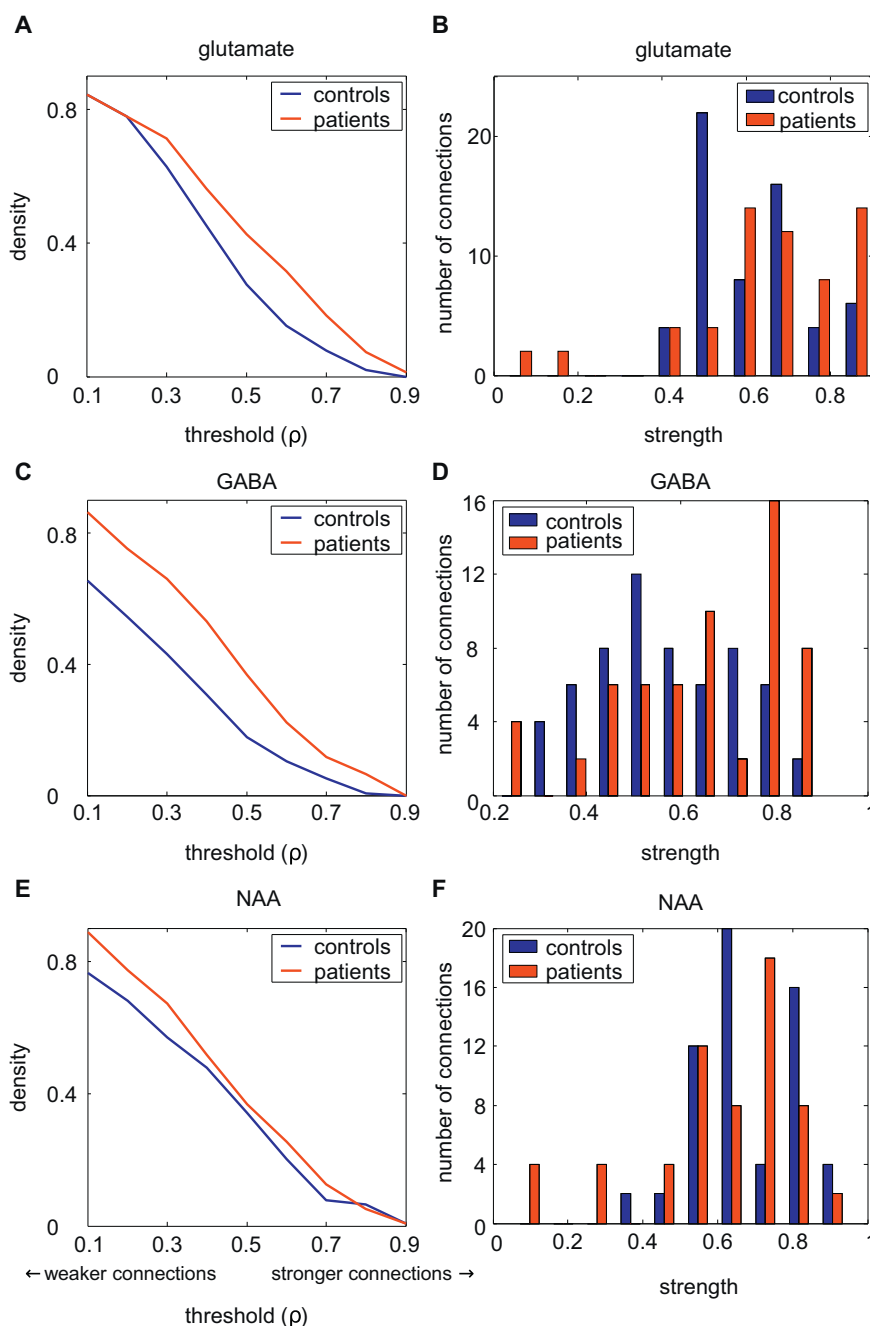 A
glutamate
controls
patients
0.8
0.4
0
density
0.1 0.3 0.5 0.7 0.9
threshold (ρ)
B
glutamate
controls
patients
20
10
0
number of connections
0 0.2 0.4 0.6 0.8
strength
C
GABA
controls
patients
0.8
0.4
0
density
0.1 0.3 0.5 0.7 0.9
threshold (ρ)
D
GABA
controls
patients
16
12
8
4
0
number of connections
0.2 0.4 0.6 0.8 1
strength
E
NAA
controls
patients
0.8
0.4
0
density
0.1 0.3 0.5 0.7 0.9
← weaker connections stronger connections →
threshold (ρ)
F
NAA
controls
patients
20
16
12
8
4
0
number of connections
0 0.2 0.4 0.6 0.8 1
strength